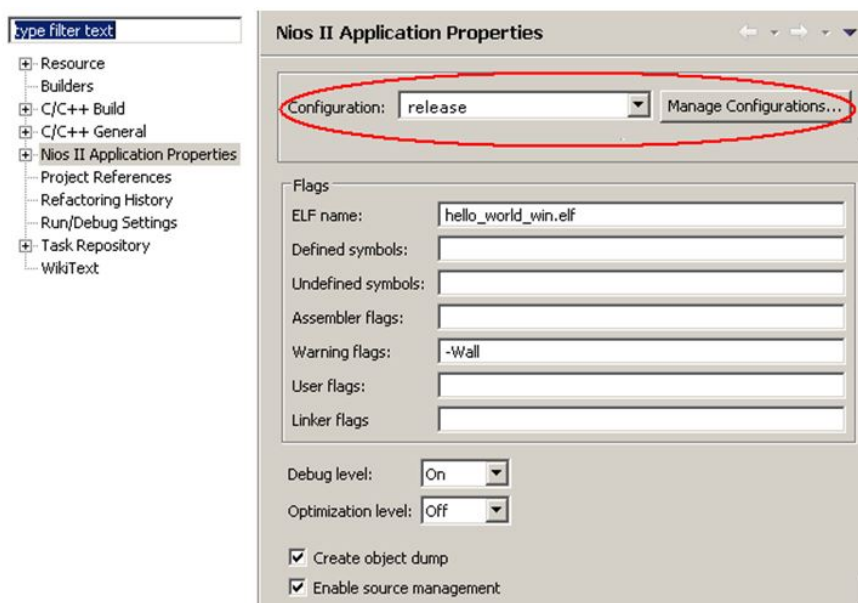 type filter text
Resource
Builders
C/C++ Build
C/C++ General
Nios II Application Properties
Project References
Refactoring History
Run/Debug Settings
Task Repository
WikiText
Nios II Application Properties
Configuration: release Manage Configurations...
Flags
ELF name: hello_world_win.elf
Defined symbols:
Undefined symbols:
Assembler flags:
Warning flags: -Wall
User flags:
Linker flags
Debug level: On
Optimization level: Off
Create object dump
Enable source management